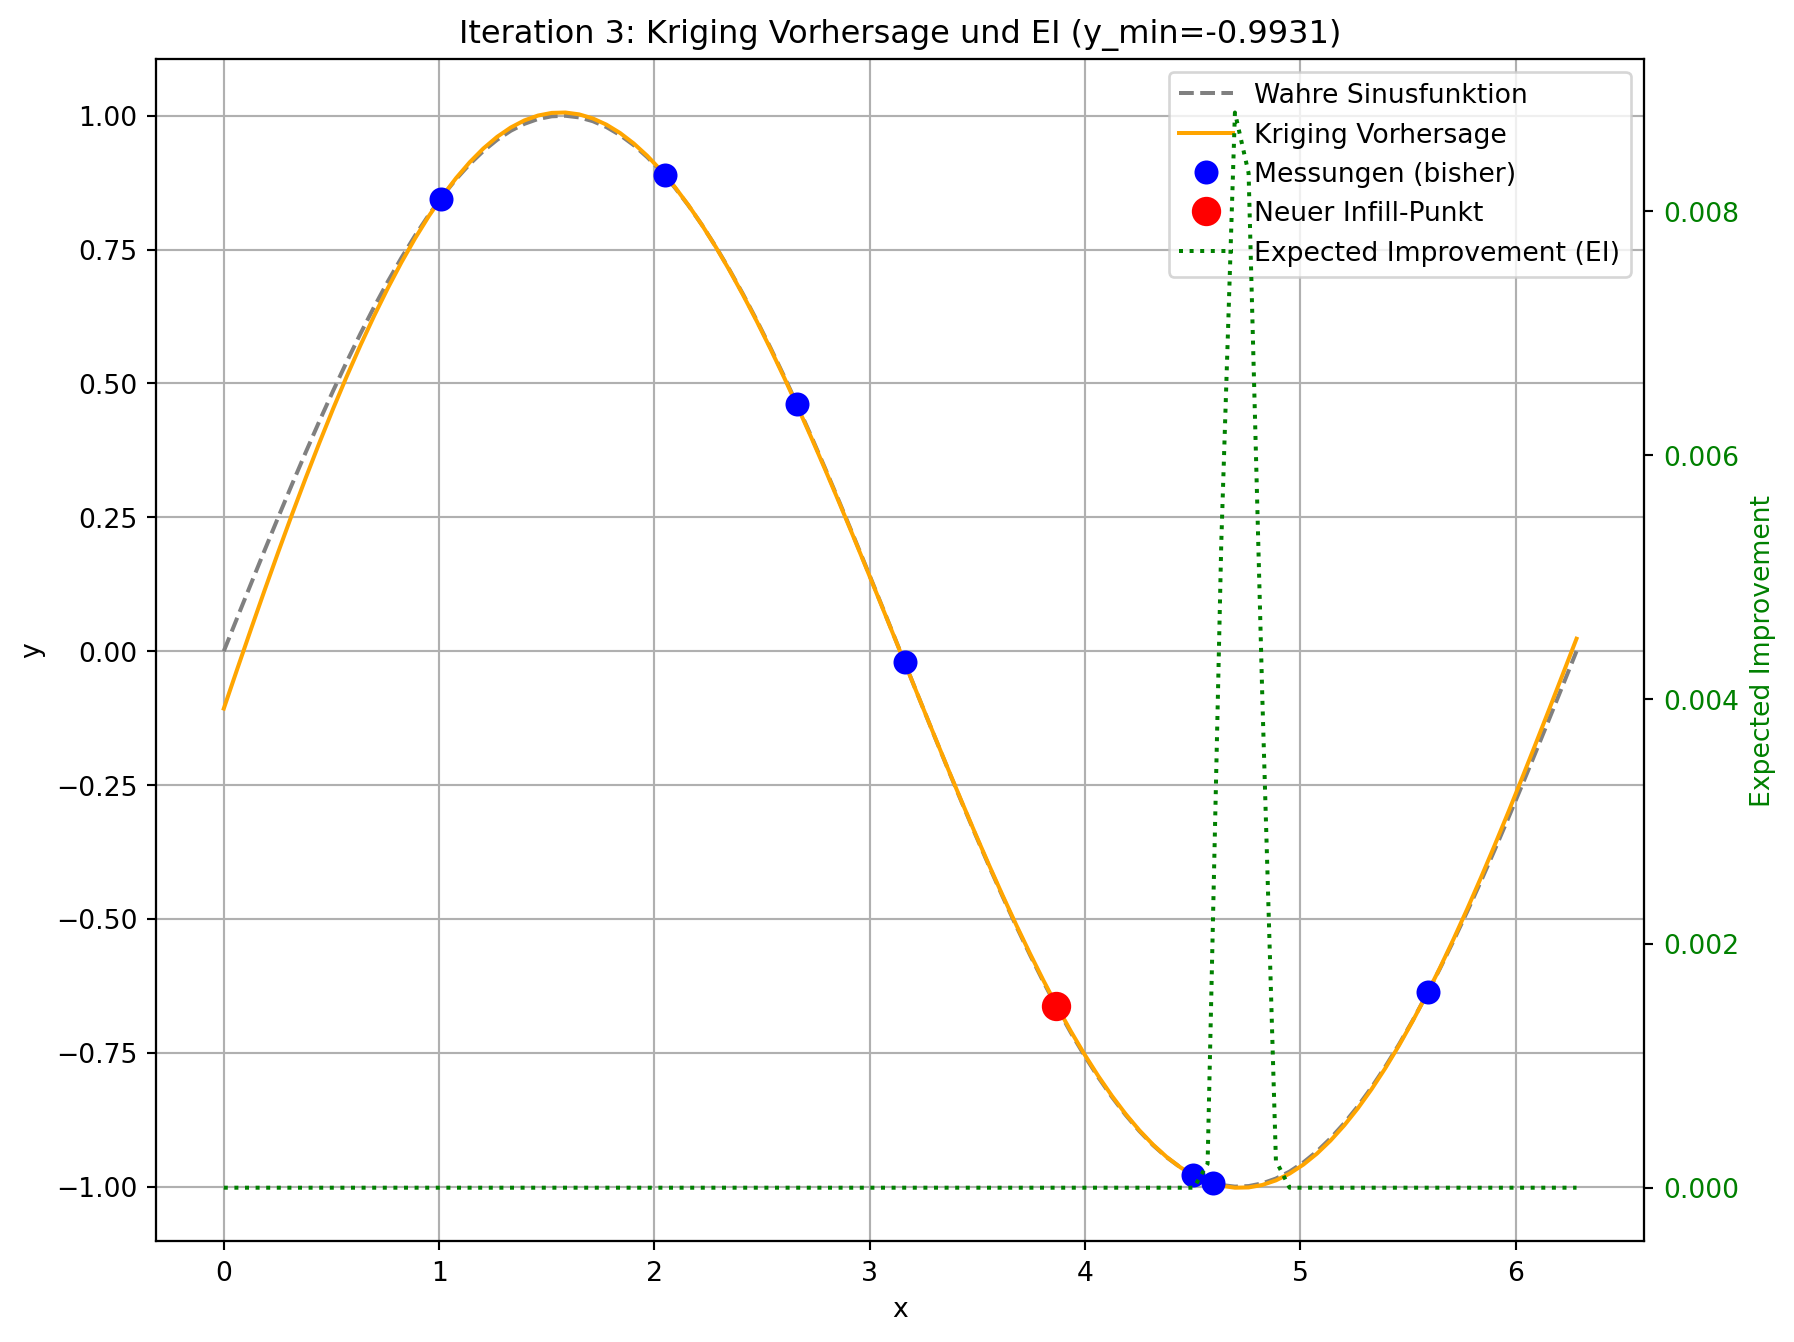 Iteration 3: Kriging Vorhersage und EI (y_min=-0.9931)
Wahre Sinusfunktion
Kriging Vorhersage
Messungen (bisher)
Neuer Infill-Punkt
Expected Improvement (EI)
1.00
0.75
0.50
0.25
0.00
−0.25
−0.50
−0.75
−1.00
y
0.008
0.006
0.004
0.002
0.000
Expected Improvement
0 1 2 3 4 5 6
x